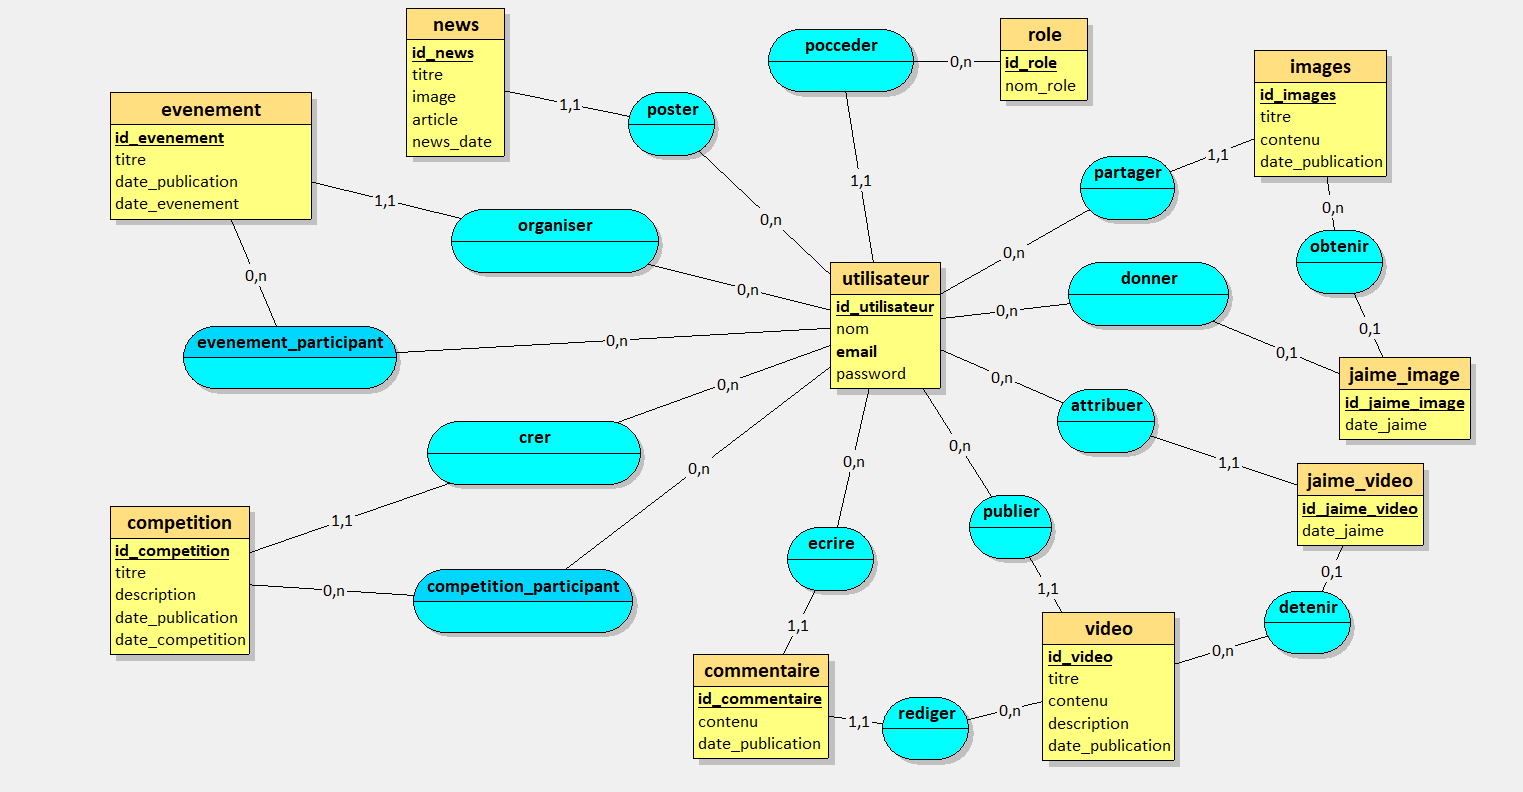 news
id_news
titre
image
article
news_date
pocceder
0,n
role
id_role
nom_role
images
id_images
titre
contenu
date_publication
evenement
id_evenement
titre
date_publication
date_evenement
1,1
poster
1,1
organiser
0,n
1,1
1,1
partager
0,n
0,n
obtenir
0,n
0,n
evenement_participant
0,n
utilisateur
id_utilisateur
nom
email
password
0,n
donner
0,1
0,1
jaime_image
id_jaime_image
date_jaime
0,n
0,n
attribuer
1,1
jaime_video
id_jaime_video
date_jaime
crer
0,n
1,1
0,n
0,n
competition
id_competition
titre
description
date_publication
date_competition
0,n
competition_participant
ecrire
publier
1,1
1,1
0,1
detenir
0,n
video
id_video
titre
contenu
description
date_publication
commentaire
id_commentaire
contenu
date_publication
1,1
rediger
0,n